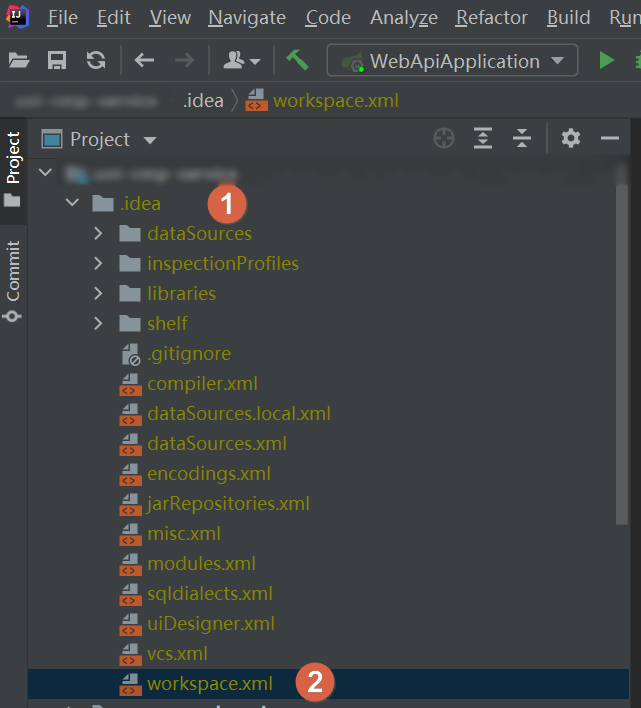 IJ File Edit View Navigate Code Analyze Refactor Build Run
WebApiApplication
.idea workspace.xml
Project
Project
Commit
.idea 1
dataSources
inspectionProfiles
libraries
shelf
.gitignore
compiler.xml
dataSources.local.xml
dataSources.xml
encodings.xml
jarRepositories.xml
misc.xml
modules.xml
sqldialects.xml
uiDesigner.xml
vcs.xml
workspace.xml 2